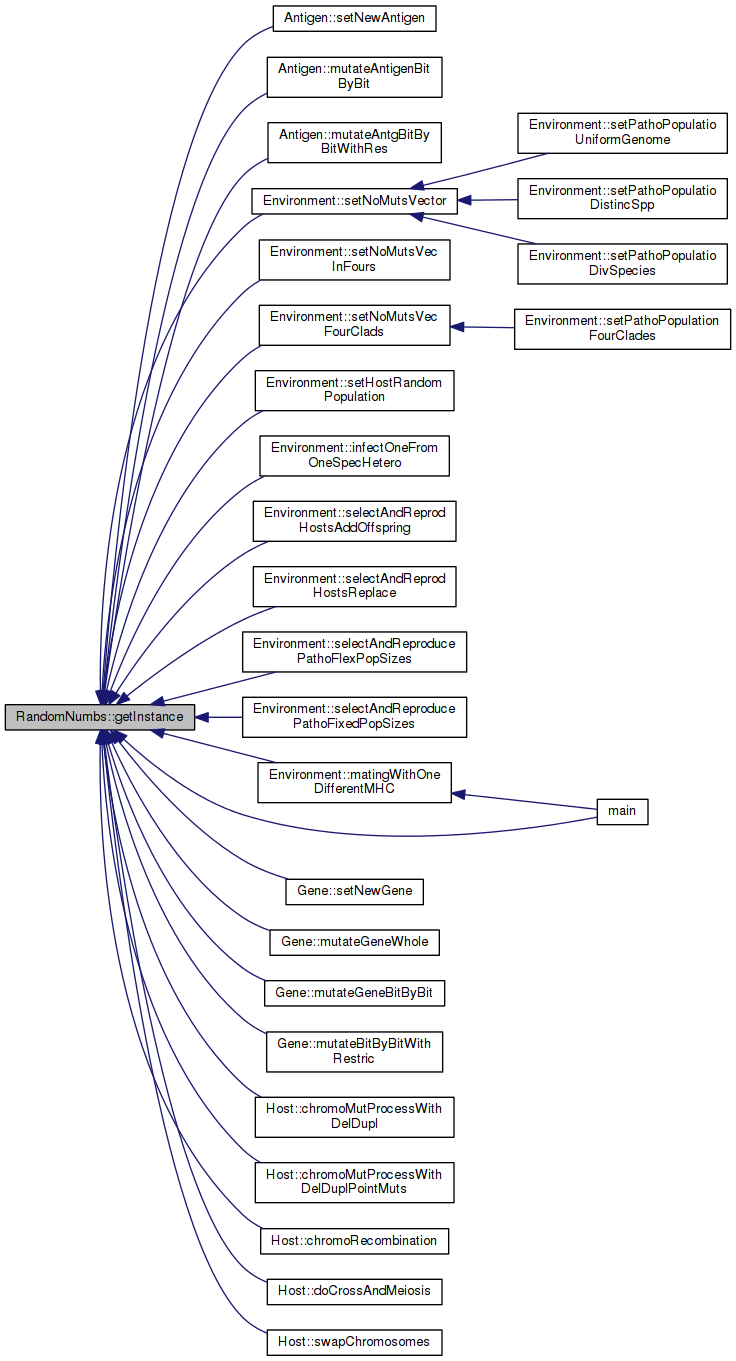 Antigen::setNewAntigen
Antigen::mutateAntigenBit
ByBit
Antigen::mutateAntgBitBy
BitWithRes
Environment::setNoMutsVector
Environment::setPathoPopulatio
UniformGenome
Environment::setPathoPopulatio
DistincSpp
Environment::setPathoPopulatio
DivSpecies
Environment::setNoMutsVec
InFours
Environment::setNoMutsVec
FourClads
Environment::setPathoPopulation
FourClades
Environment::setHostRandom
Population
Environment::infectOneFrom
OneSpecHetero
Environment::selectAndReprod
HostsAddOffspring
Environment::selectAndReprod
HostsReplace
Environment::selectAndReproduce
PathoFlexPopSizes
RandomNumbs::getInstance
Environment::selectAndReproduce
PathoFixedPopSizes
Environment::matingWithOne
DifferentMHC
main
Gene::setNewGene
Gene::mutateGeneWhole
Gene::mutateGeneBitByBit
Gene::mutateBitByBitWith
Restric
Host::chromoMutProcessWith
DelDupl
Host::chromoMutProcessWith
DelDuplPointMuts
Host::chromoRecombination
Host::doCrossAndMeiosis
Host::swapChromosomes